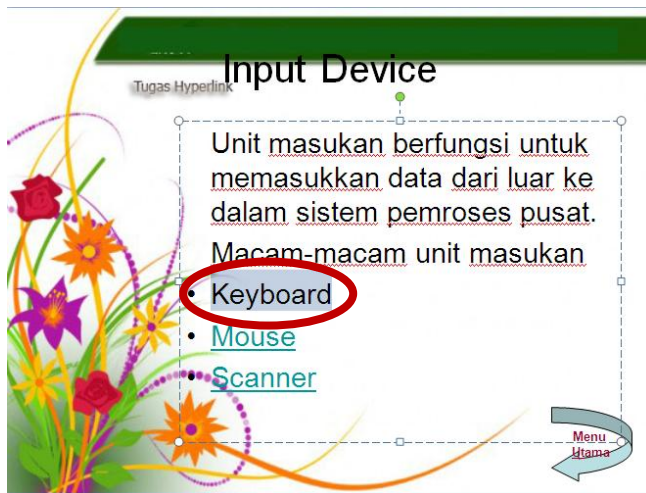 Input Device
Tugas Hyperlink
Unit masukan berfungsi untuk
memasukkan data dari luar ke
dalam sistem pemroses pusat.
Macam-macam unit masukan
• Keyboard
• Mouse
• Scanner
Menu
Utama